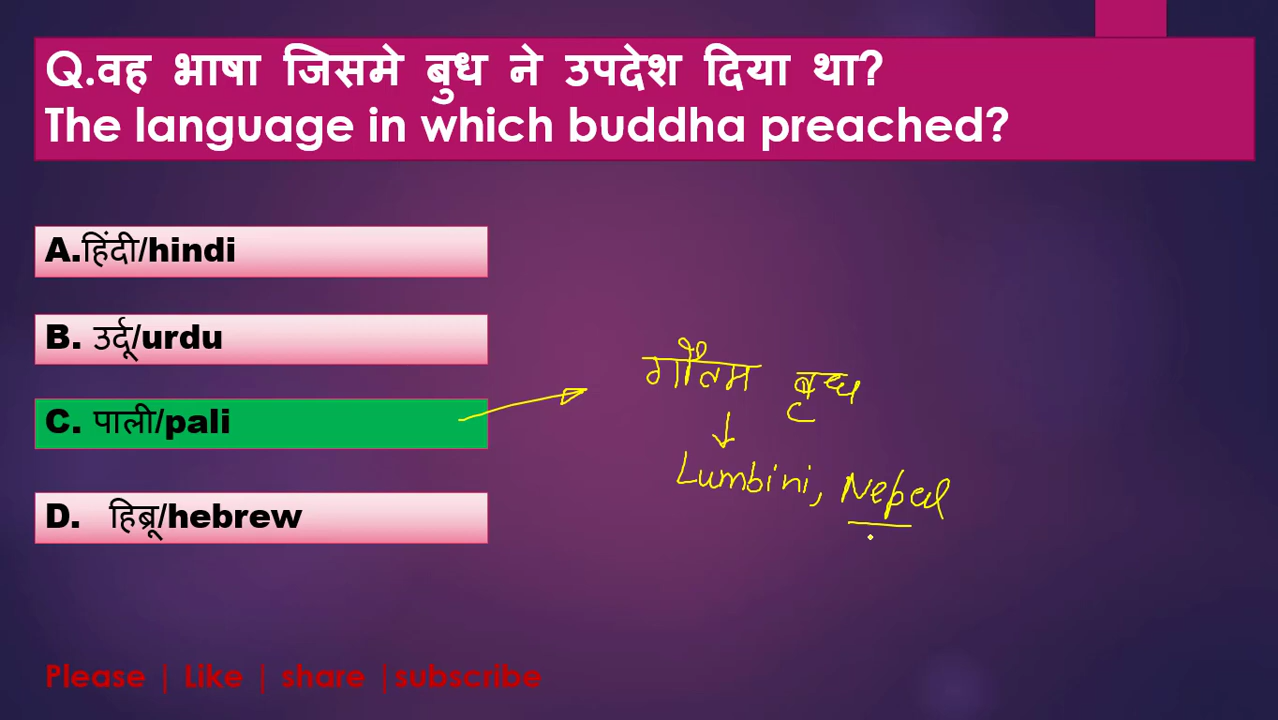 Q.वह भाषा जिसमे बुध ने उपदेश दिया था?
The language in which buddha preached?
A.हिंदी/hindi
B. उर्दू/urdu
C. पाली/pali
D. हिब्रू/hebrew
गौतम बुध
Lumbini, Nepal
Please | Like | share |subscribe